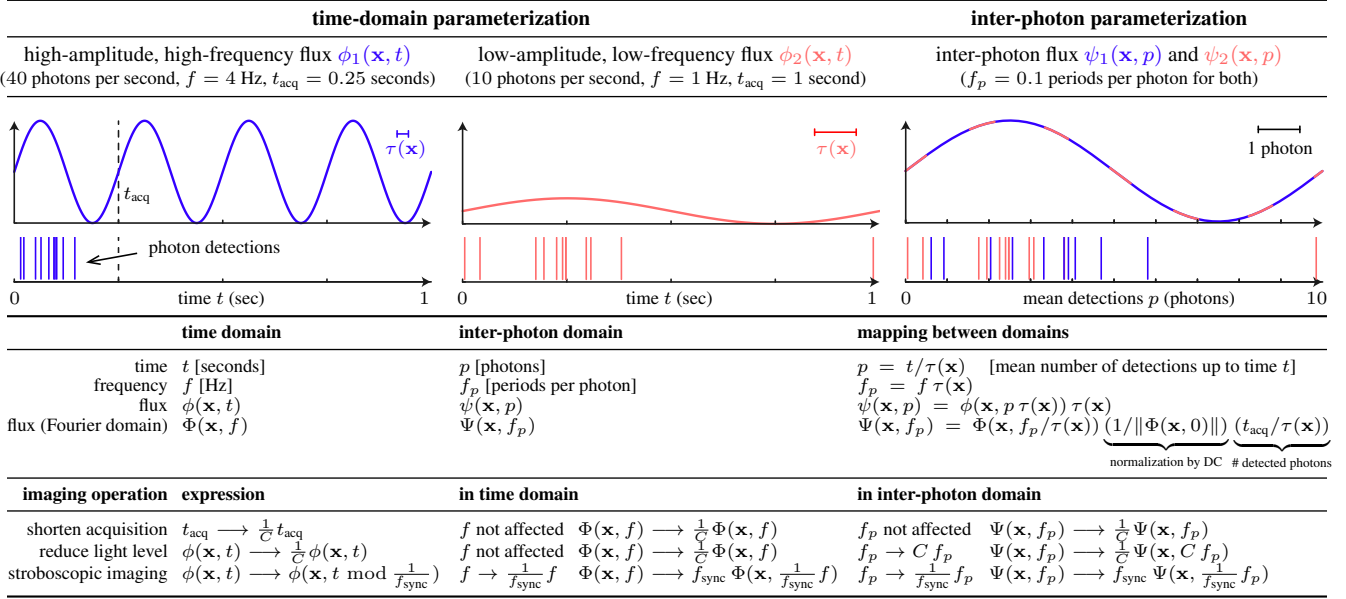 time-domain parameterization inter-photon parameterization
high-amplitude, high-frequency flux ϕ₁(x, t) low-amplitude, low-frequency flux ϕ₂(x, t) inter-photon flux ψ₁(x, p) and ψ₂(x, p)
(40 photons per second, f = 4 Hz, t_acq = 0.25 seconds) (10 photons per second, f = 1 Hz, t_acq = 1 second) (f_p = 0.1 periods per photon for both)
τ(x) τ(x) 1 photon
t_acq
photon detections
0 time t (sec) 1 time t (sec) 1 0 mean detections p (photons) 10
time domain inter-photon domain mapping between domains
time t [seconds] p [photons] p = t/τ(x) [mean number of detections up to time t]
frequency f [Hz] f_p [periods per photon] f_p = f τ(x)
flux ϕ(x, t) ψ(x, p) ψ(x, p) = ϕ(x, p τ(x)) τ(x)
flux (Fourier domain) Φ(x, f) Ψ(x, f_p) Ψ(x, f_p) = Φ(x, f_p/τ(x)) (1/‖Φ(x, 0)‖) (t_acq/τ(x))
normalization by DC # detected photons
imaging operation expression in time domain in inter-photon domain
shorten acquisition t_acq ⟶ 1/C t_acq f not affected Φ(x, f) ⟶ 1/C Φ(x, f) f_p not affected Ψ(x, f_p) ⟶ 1/C Ψ(x, f_p)
reduce light level ϕ(x, t) ⟶ 1/C ϕ(x, t) f not affected Φ(x, f) ⟶ 1/C Φ(x, f) f_p → C f_p Ψ(x, f_p) ⟶ 1/C Ψ(x, C f_p)
stroboscopic imaging ϕ(x, t) ⟶ ϕ(x, t mod 1/f_sync) f → 1/f_sync f Φ(x, f) ⟶ f_sync Φ(x, 1/f_sync f) f_p → 1/f_sync f_p Ψ(x, f_p) ⟶ f_sync Ψ(x, 1/f_sync f_p)